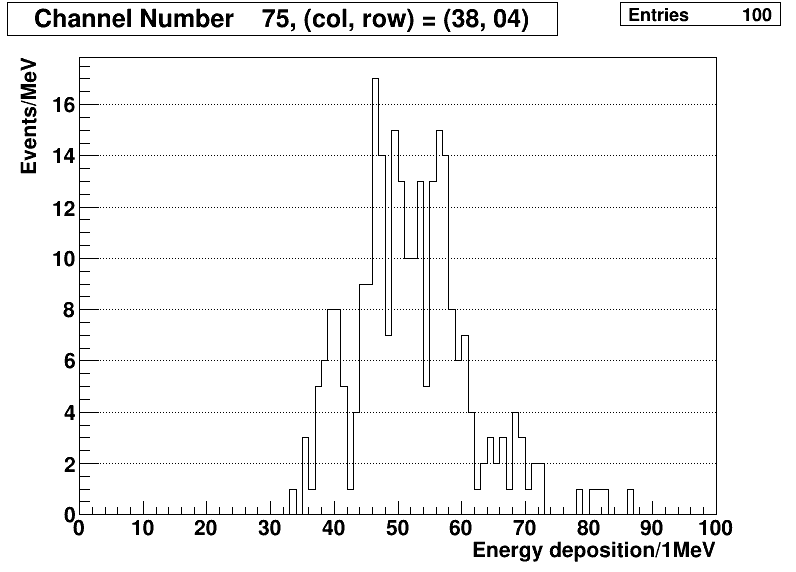 Channel Number 75, (col, row) = (38, 04)
Entries 100
Events/MeV
16
14
12
10
8
6
4
2
0
0 10 20 30 40 50 60 70 80 90 100
Energy deposition/1MeV